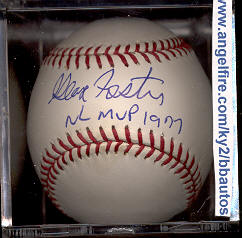 George Foster
NL MVP 1977
www.angelfire.com/ky2/bbautos